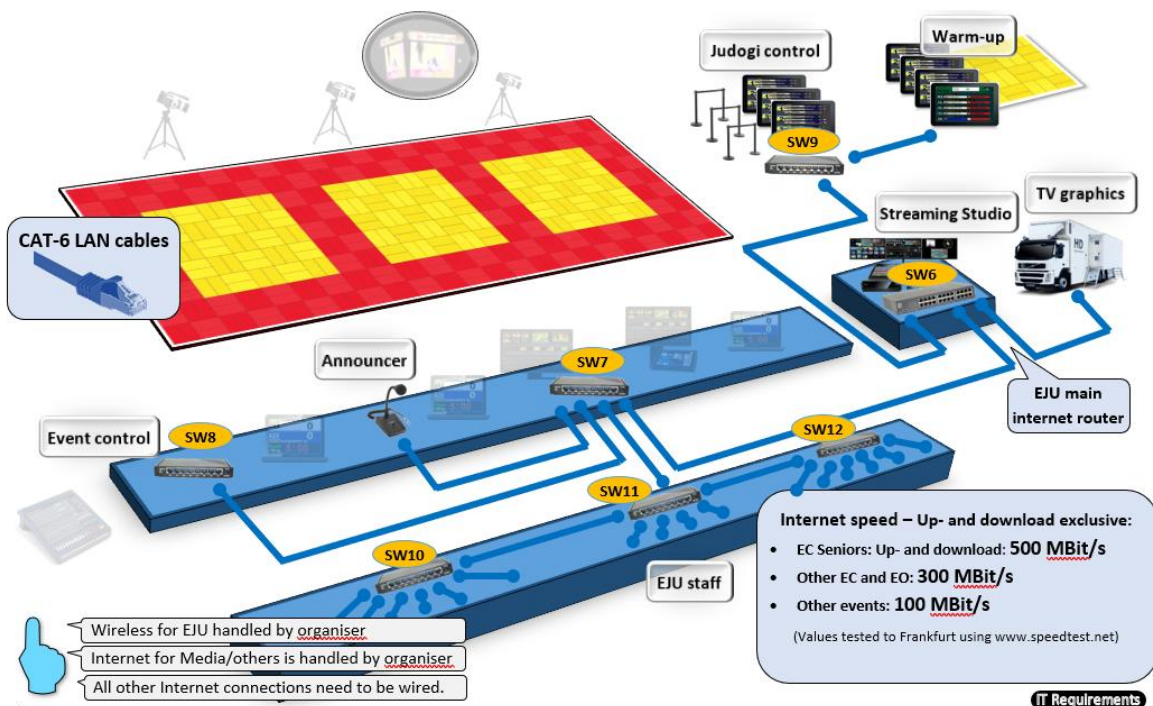 Judogi control
Warm-up
SW9
Streaming Studio
TV graphics
HD
CAT-6 LAN cables
SW6
Announcer
SW7
EJU main
internet router
Event control
SW8
SW12
SW11
SW10
EJU staff
Internet speed – Up- and download exclusive:
• EC Seniors: Up- and download: 500 MBit/s
• Other EC and EO: 300 MBit/s
• Other events: 100 MBit/s
(Values tested to Frankfurt using www.speedtest.net)
Wireless for EJU handled by organiser
Internet for Media/others is handled by organiser
All other Internet connections need to be wired.
IT Requirements